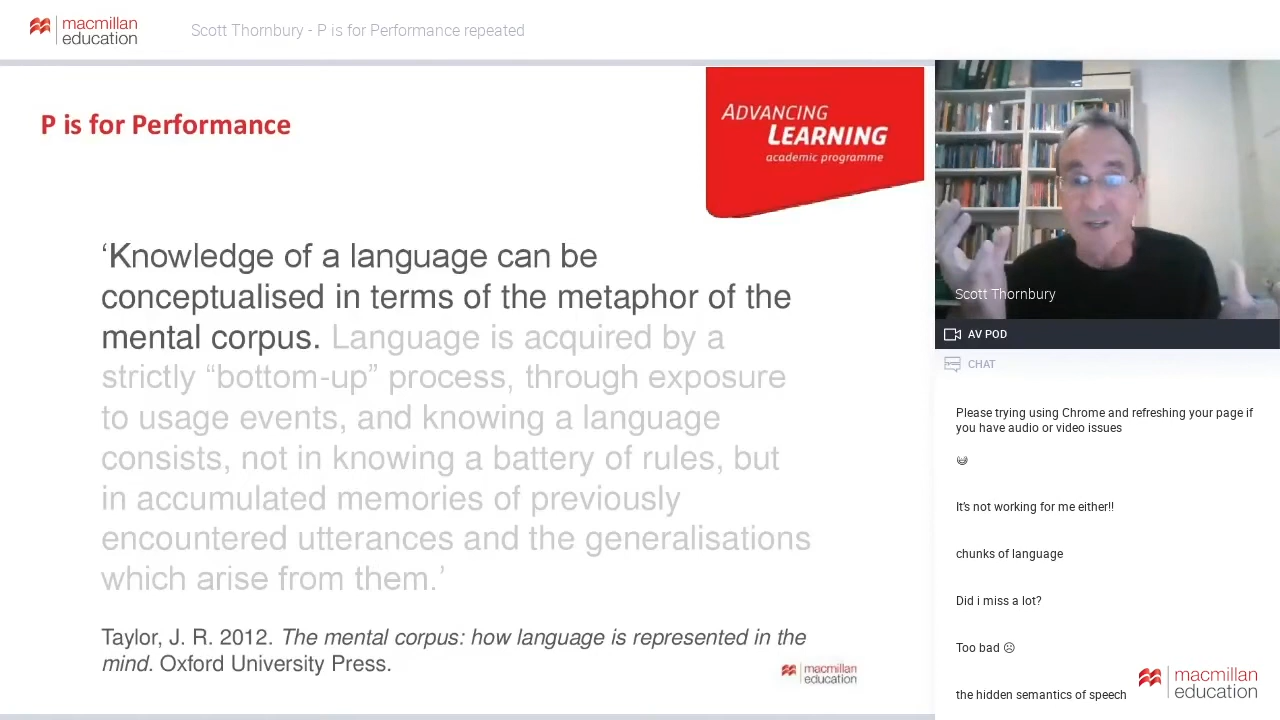 macmillan
education
Scott Thornbury - P is for Performance repeated
P is for Performance
ADVANCING
LEARNING
academic programme
‘Knowledge of a language can be
conceptualised in terms of the metaphor of the
mental corpus. Language is acquired by a
strictly “bottom-up” process, through exposure
to usage events, and knowing a language
consists, not in knowing a battery of rules, but
in accumulated memories of previously
encountered utterances and the generalisations
which arise from them.’
Taylor, J. R. 2012. The mental corpus: how language is represented in the
mind. Oxford University Press.
macmillan
education
Scott Thornbury
AV POD
CHAT
Please trying using Chrome and refreshing your page if
you have audio or video issues
😀
It's not working for me either!!
chunks of language
Did i miss a lot?
Too bad ☹
the hidden semantics of speech
macmillan
education